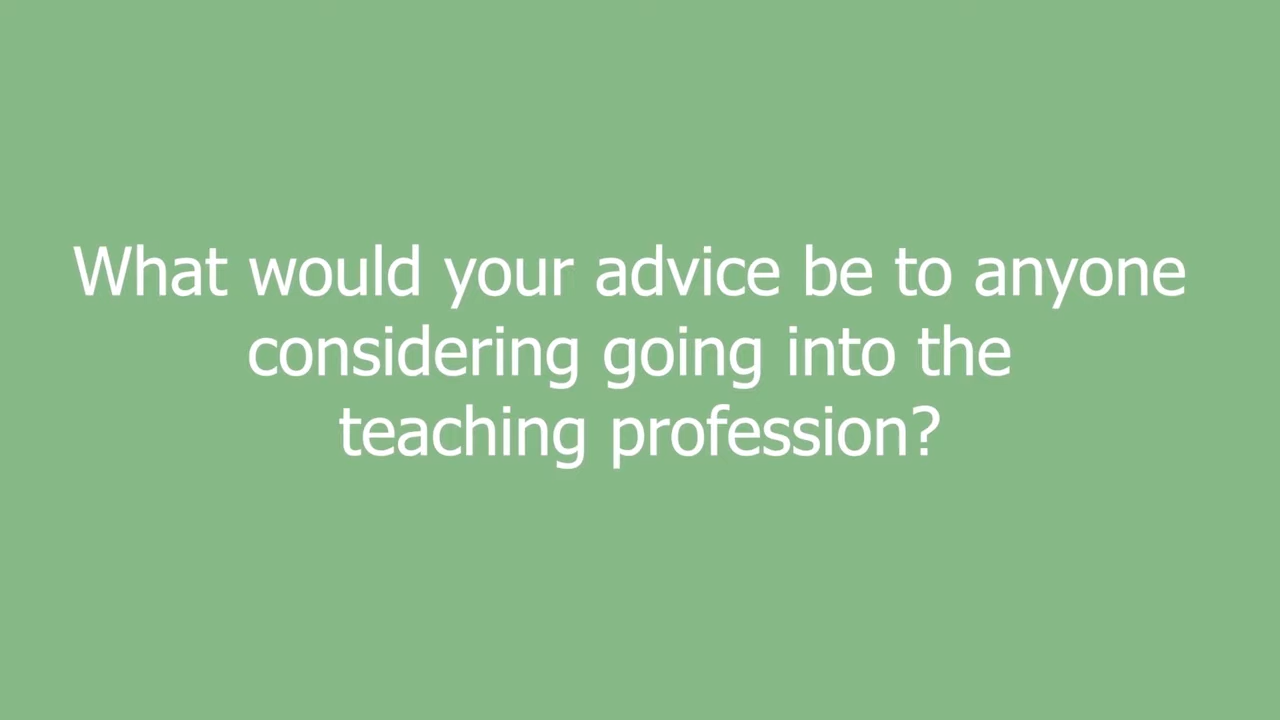 What would your advice be to anyone
considering going into the
teaching profession?